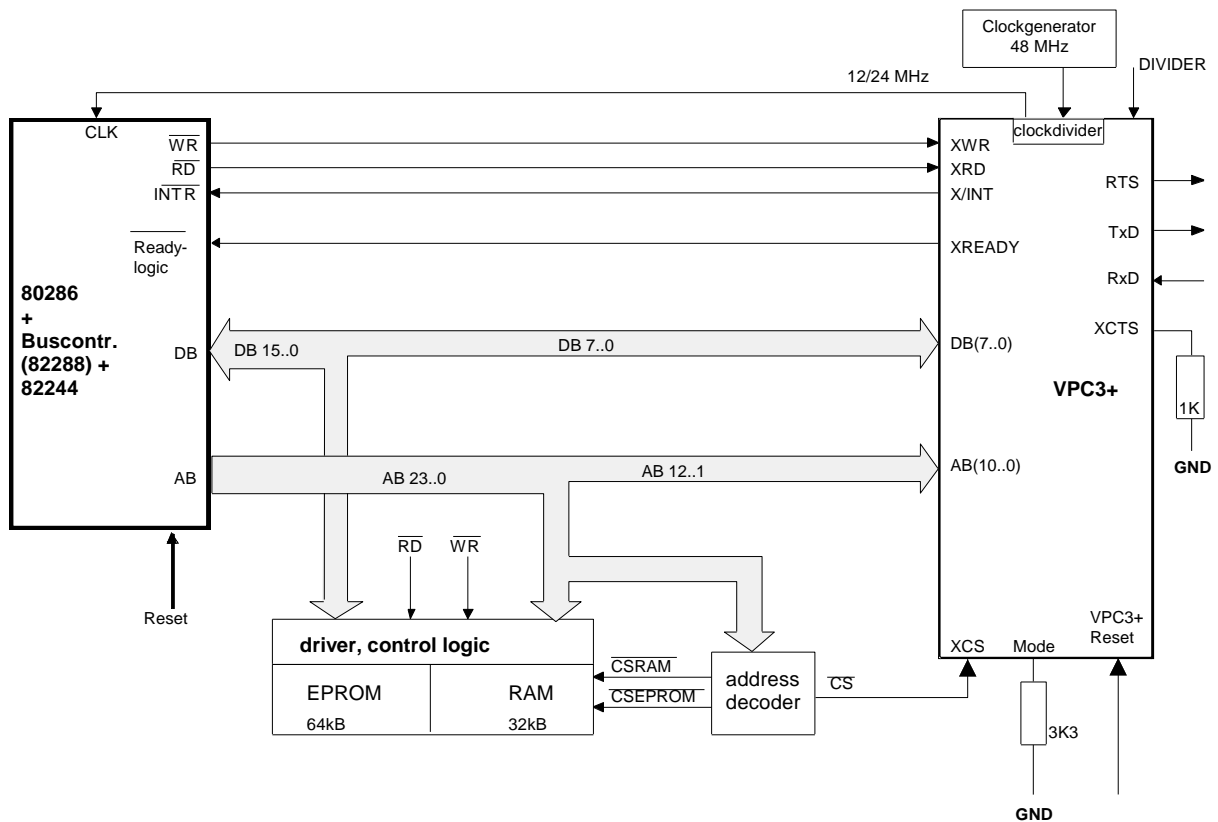 Clockgenerator
48 MHz
12/24 MHz
DIVIDER
CLK
clockdivider
WR
XWR
RD
XRD
INTR
X/INT
RTS
Ready-
logic
XREADY
TxD
RxD
80286
+
Buscontr.
(82288) +
82244
XCTS
DB
DB 15..0
DB 7..0
DB(7..0)
VPC3+
1K
GND
AB
AB 23..0
AB 12..1
AB(10..0)
RD
WR
Reset
driver, control logic
EPROM
64kB
RAM
32kB
CSRAM
CSEPROM
address
decoder
CS
XCS
Mode
VPC3+
Reset
3K3
GND